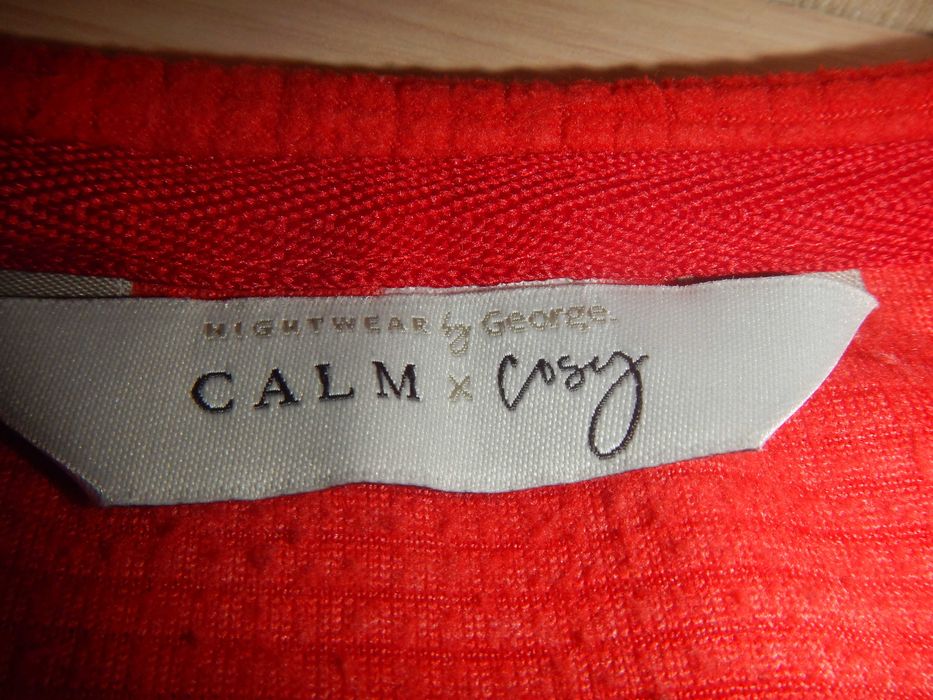 NIGHTWEAR by George.
CALM x cosy